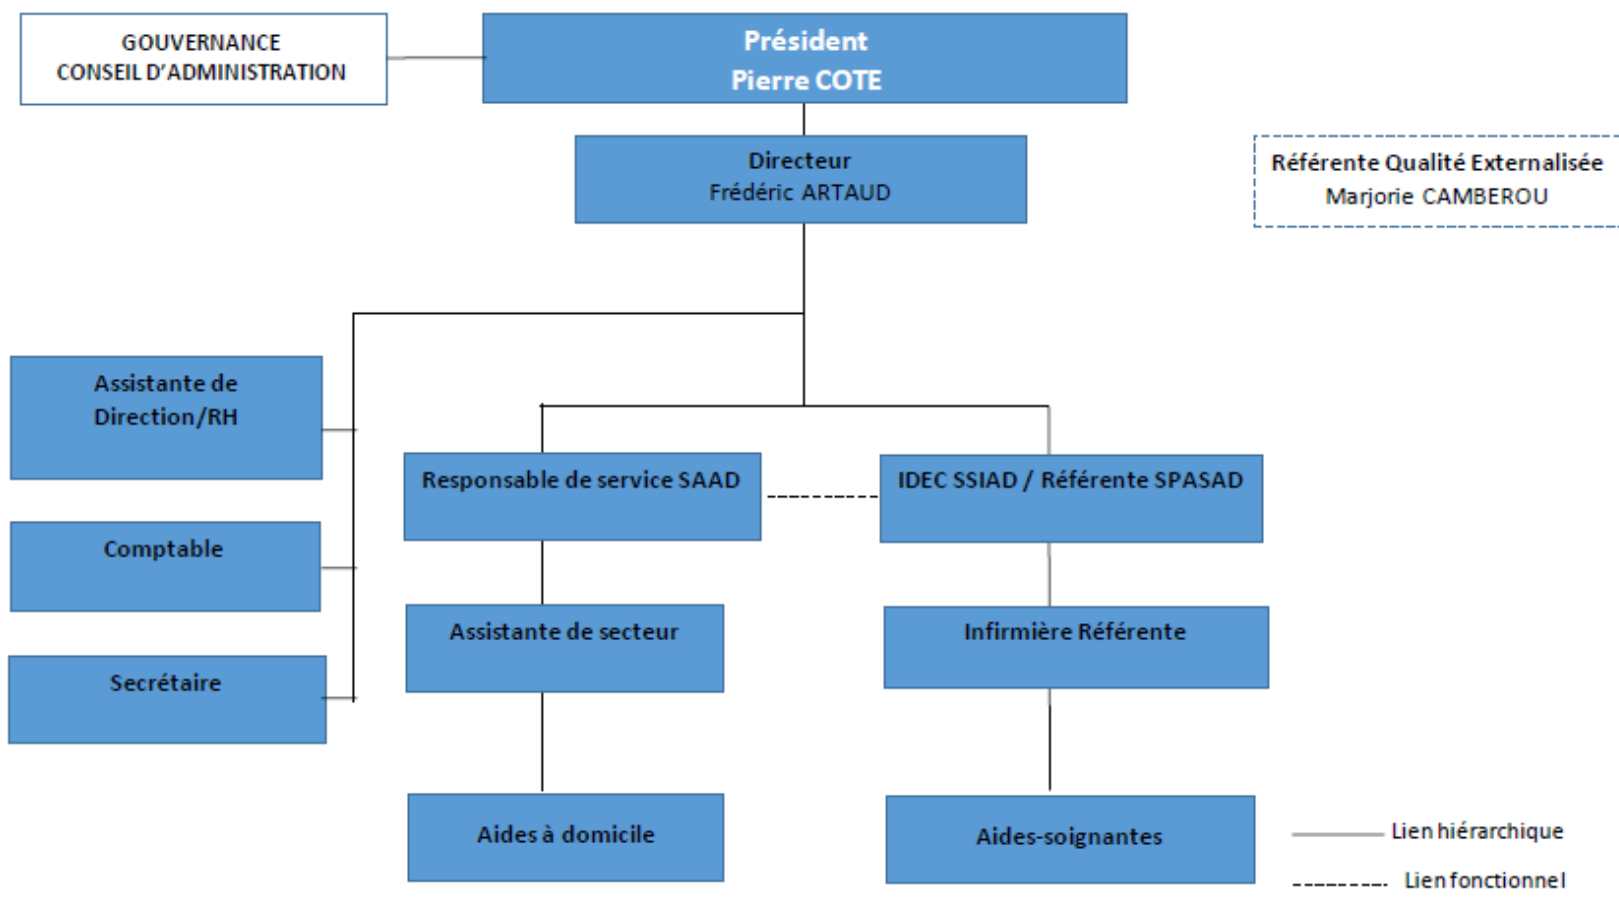 GOUVERNANCE
CONSEIL D'ADMINISTRATION
Président
Pierre COTE
Directeur
Frédéric ARTAUD
Référente Qualité Externalisée
Marjorie CAMBEROU
Assistante de
Direction/RH
Responsable de service SAAD
IDEC SSIAD / Référente SPASAD
Comptable
Assistante de secteur
Infirmière Référente
Secrétaire
Aides à domicile
Aides-soignantes
Lien hiérarchique
Lien fonctionnel